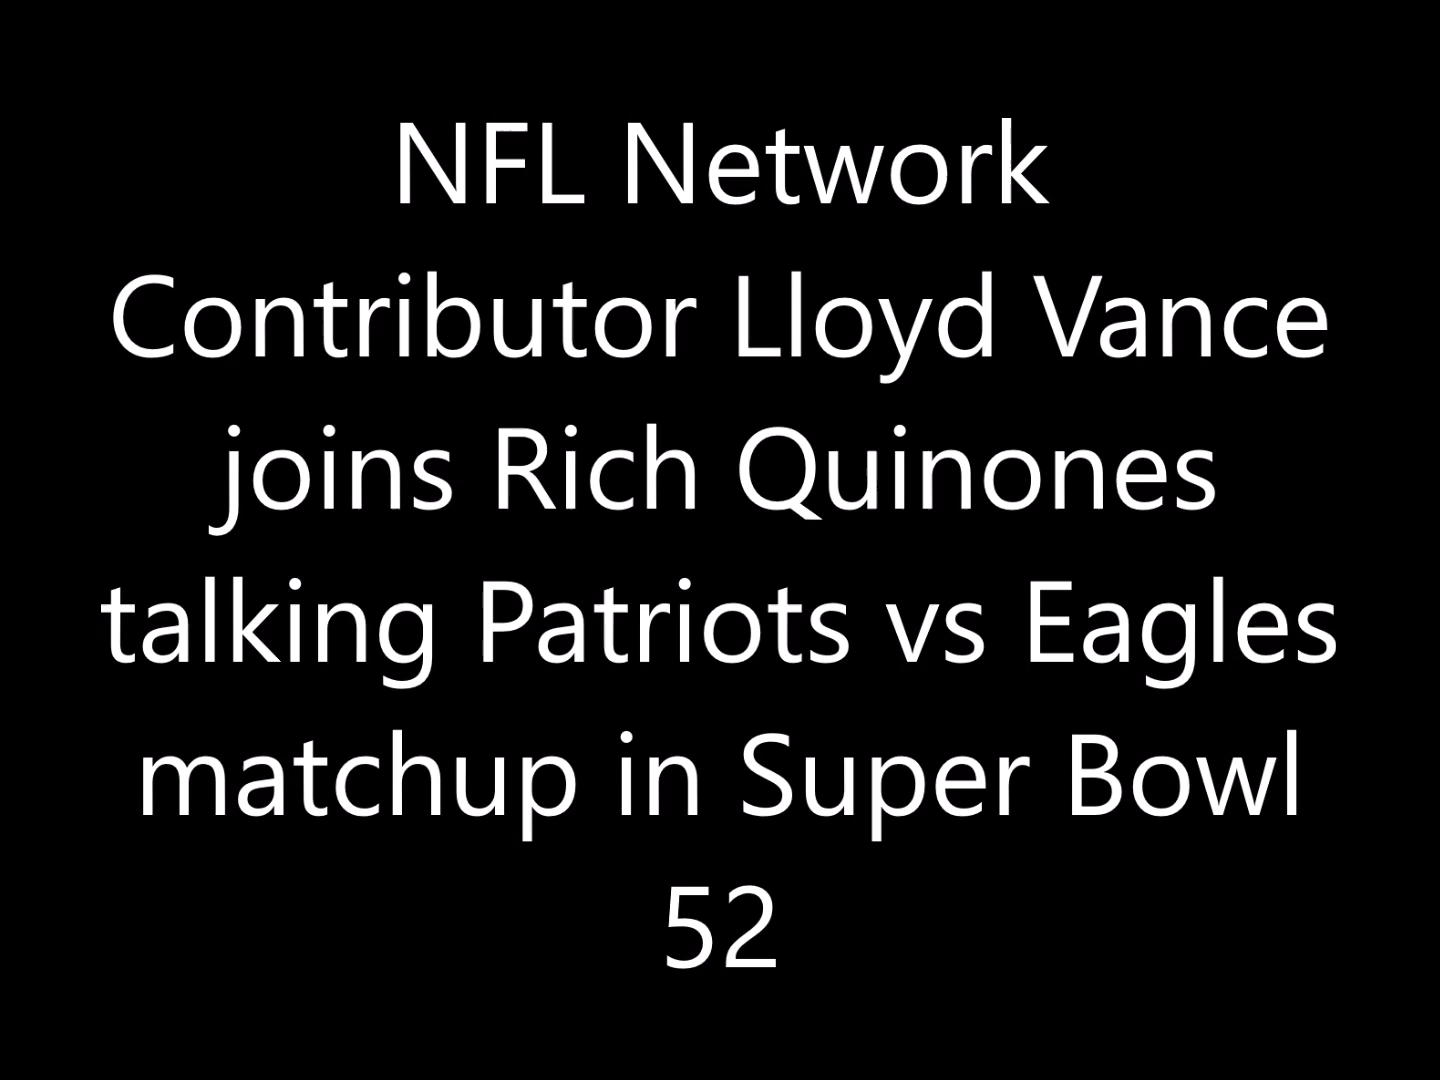 NFL Network
Contributor Lloyd Vance
joins Rich Quinones
talking Patriots vs Eagles
matchup in Super Bowl
52